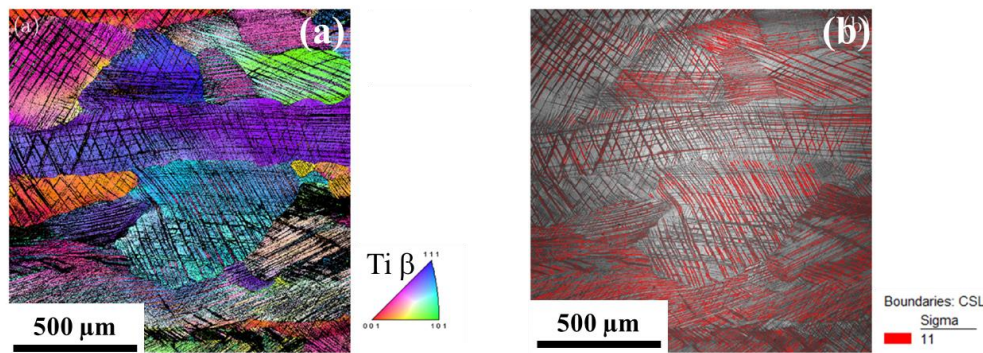 (a) (a)
500 μm
Ti β
111
001 101
(b) (b)
500 μm
Boundaries: CSL
Sigma
11